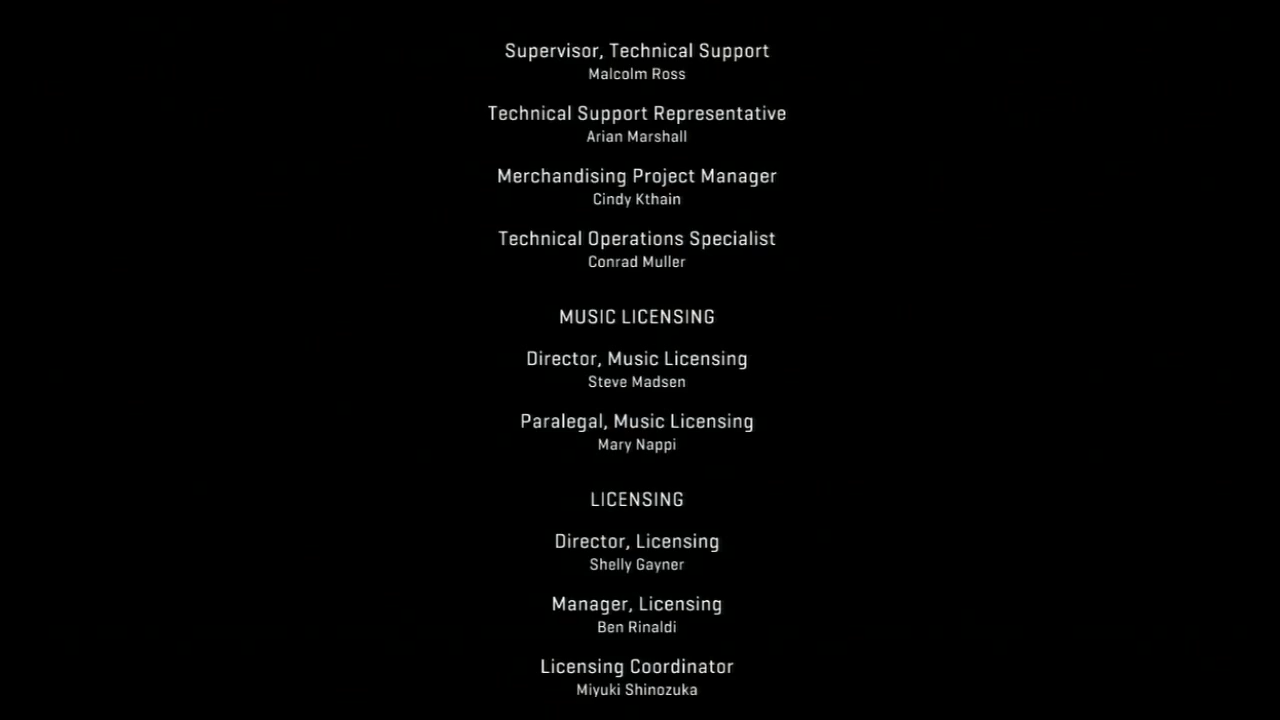 Supervisor, Technical Support
Malcolm Ross
Technical Support Representative
Arian Marshall
Merchandising Project Manager
Cindy Kthain
Technical Operations Specialist
Conrad Muller
MUSIC LICENSING
Director, Music Licensing
Steve Madsen
Paralegal, Music Licensing
Mary Nappi
LICENSING
Director, Licensing
Shelly Gayner
Manager, Licensing
Ben Rinaldi
Licensing Coordinator
Miyuki Shinozuka